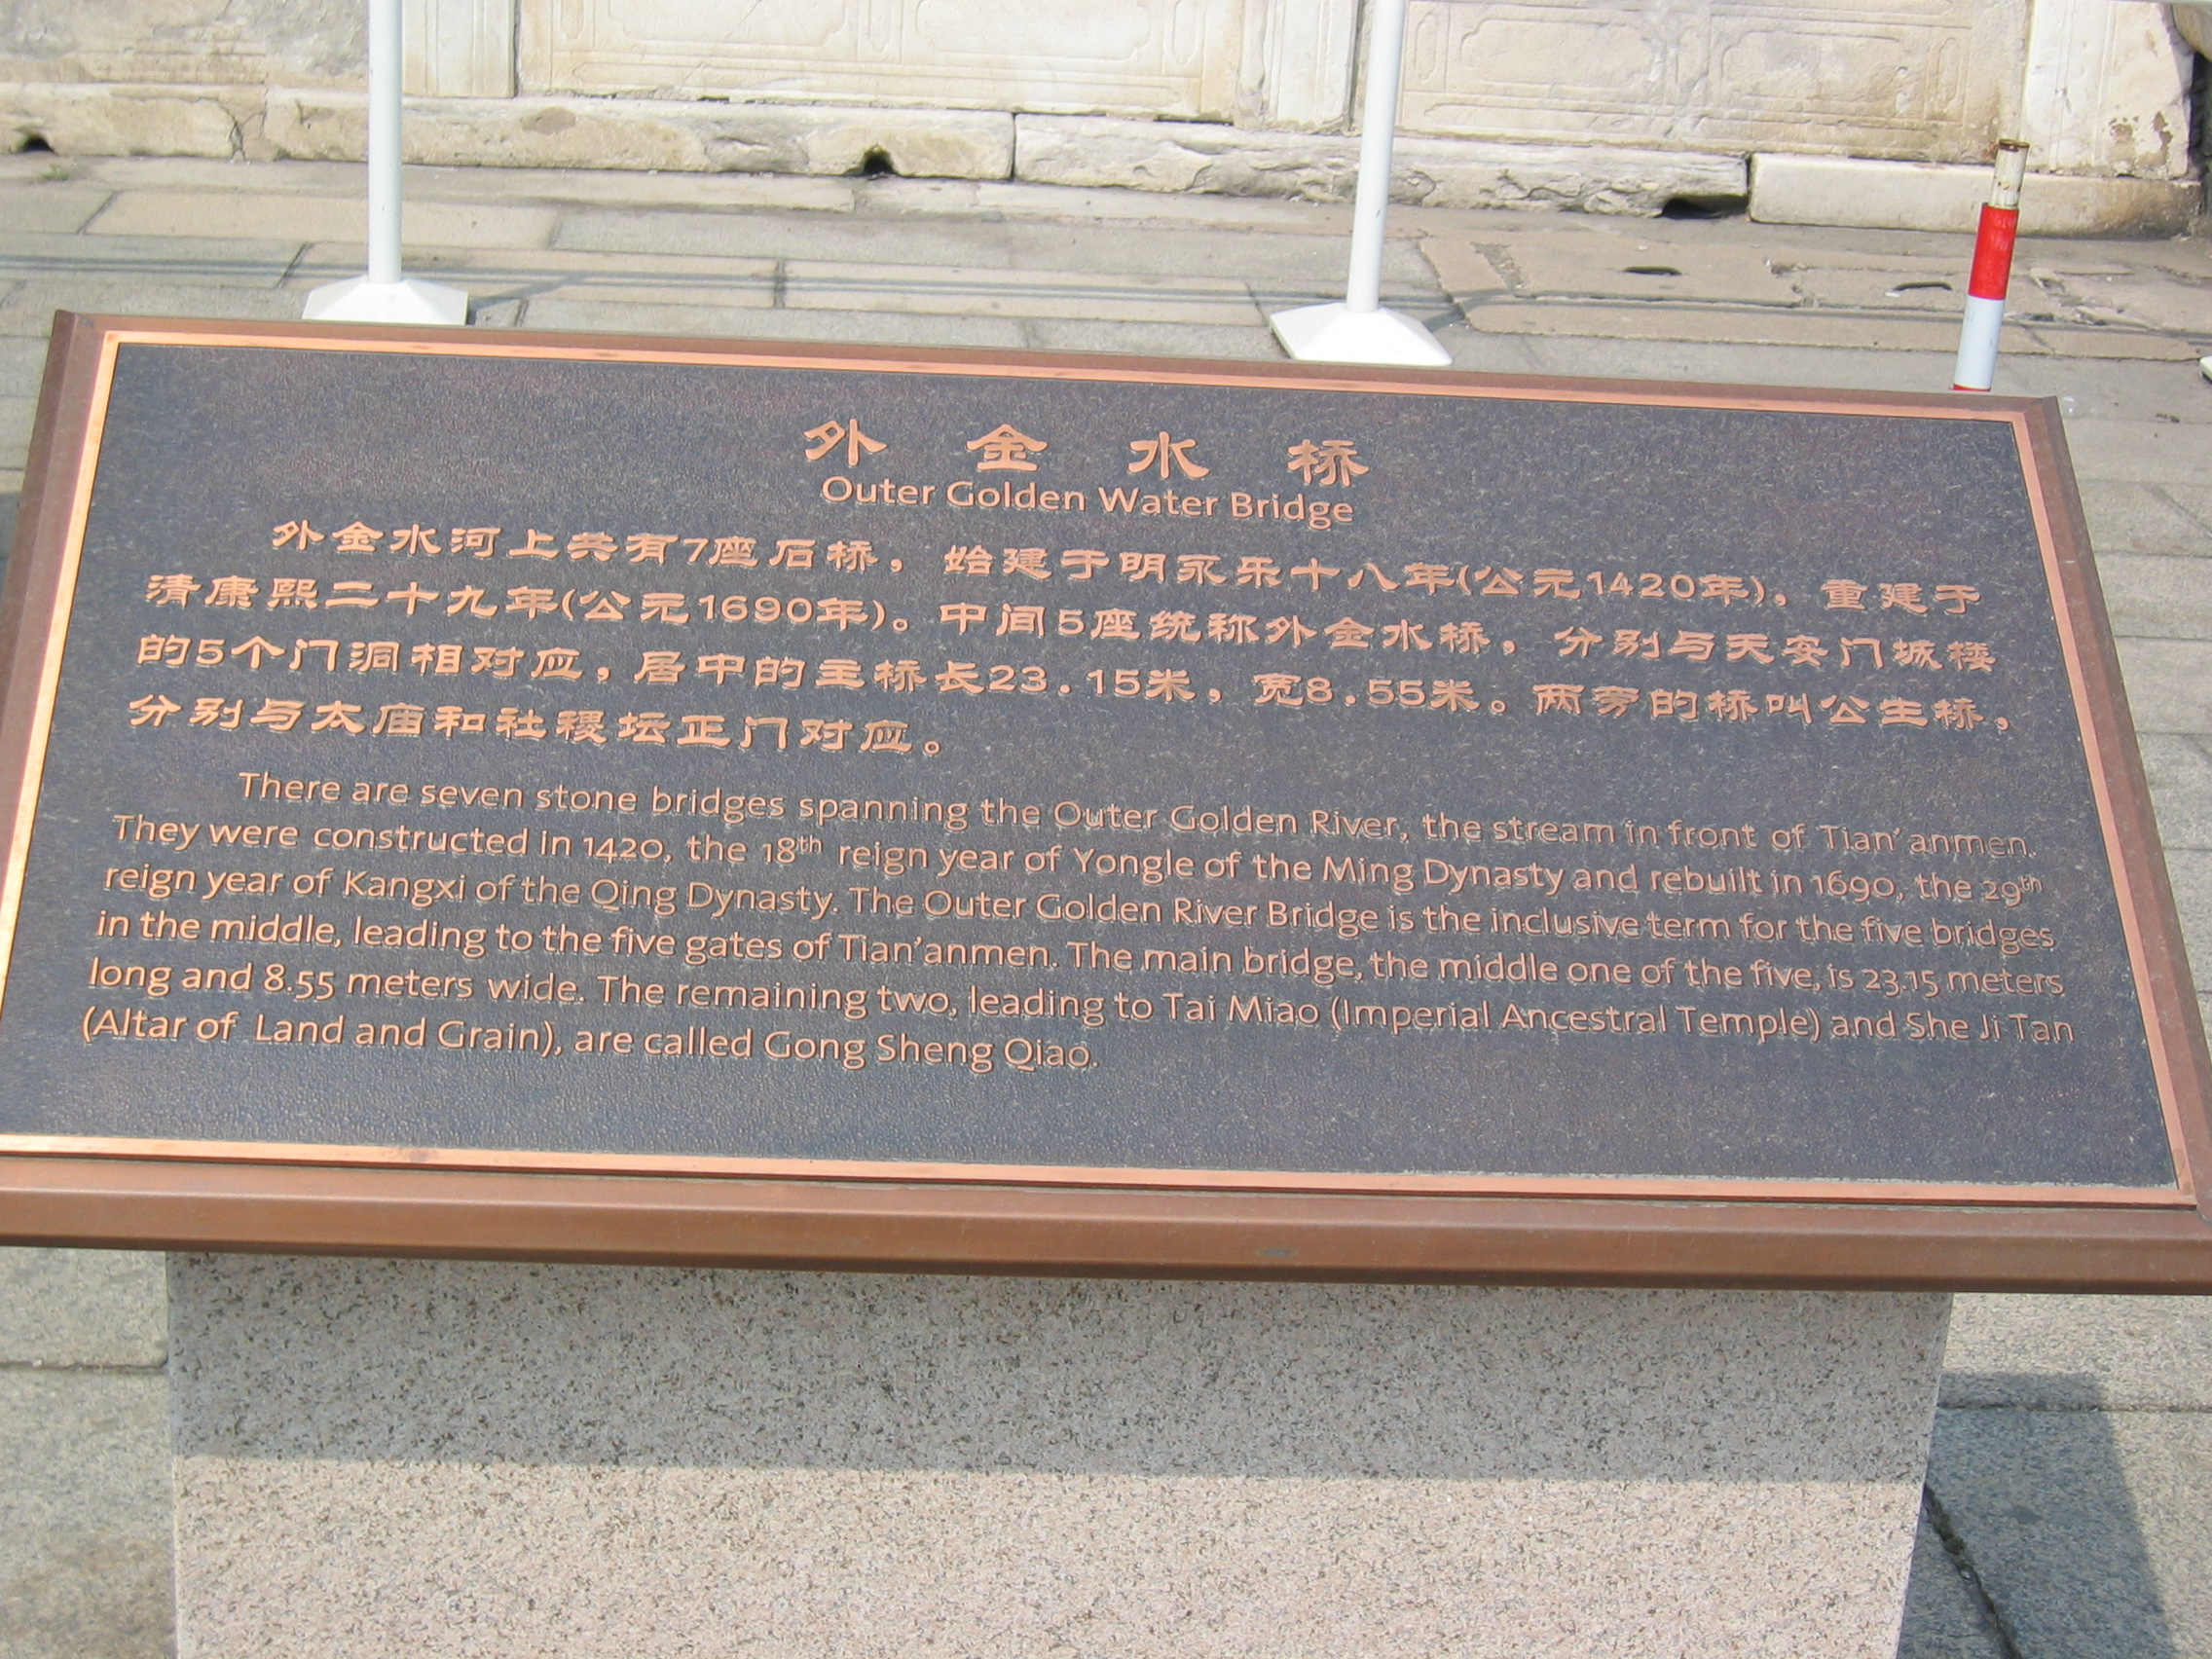 外金水桥
Outer Golden Water Bridge
外金水河上共有7座石桥，始建于明永乐十八年(公元1420年)，重建于
清康熙二十九年(公元1690年)。中间5座统称外金水桥，分别与天安门城楼
的5个门洞相对应，居中的主桥长23.15米，宽8.55米。两旁的桥叫公生桥，
分别与太庙和社稷坛正门对应。
There are seven stone bridges spanning the Outer Golden River, the stream in front of Tian'anmen.
They were constructed in 1420, the 18th reign year of Yongle of the Ming Dynasty and rebuilt in 1690, the 29th
reign year of Kangxi of the Qing Dynasty. The Outer Golden River Bridge is the inclusive term for the five bridges
in the middle, leading to the five gates of Tian'anmen. The main bridge, the middle one of the five, is 23.15 meters
long and 8.55 meters wide. The remaining two, leading to Tai Miao (Imperial Ancestral Temple) and She Ji Tan
(Altar of Land and Grain), are called Gong Sheng Qiao.